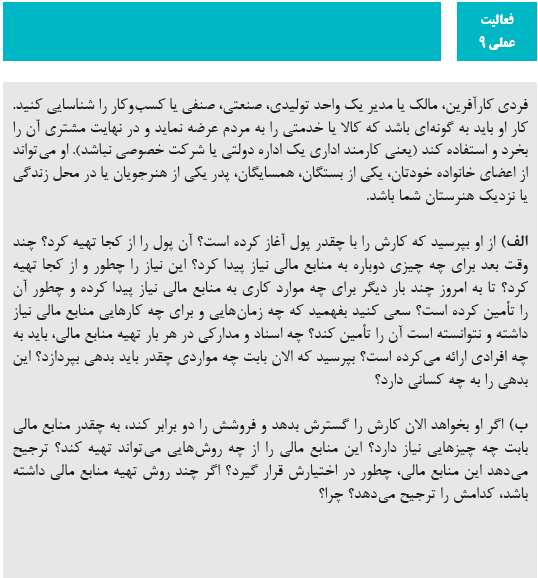 فعالیت
عملی ۹
فردی کارآفرین، مالک یا مدیر یک واحد تولیدی، صنعتی، صنفی یا کسب‌وکار را شناسایی کنید.
کار او باید به گونه‌ای باشد که کالا یا خدمتی را به مردم عرضه نماید و در نهایت مشتری آن را
بخرد و استفاده کند (یعنی کارمند اداری یک اداره دولتی یا شرکت خصوصی نباشد). او می‌تواند
از اعضای خانواده خودتان، یکی از بستگان، همسایگان، پدر یکی از هنرجویان یا در محل زندگی
یا نزدیک هنرستان شما باشد.
الف) از او بپرسید که کارش را با چقدر پول آغاز کرده است؟ آن پول را از کجا تهیه کرد؟ چند
وقت بعد برای چه چیزی دوباره به منابع مالی نیاز پیدا کرد؟ این نیاز را چطور و از کجا تهیه
کرد؟ تا به امروز چند بار دیگر برای چه موارد کاری به منابع مالی نیاز پیدا کرده و چطور آن
را تأمین کرده است؟ سعی کنید بفهمید که چه زمان‌هایی و برای چه کارهایی منابع مالی نیاز
داشته و نتوانسته است آن را تأمین کند؟ چه اسناد و مدارکی در هر بار تهیه منابع مالی، باید به
چه افرادی ارائه می‌کرده است؟ بپرسید که الان بابت چه مواردی چقدر باید بدهی بپردازد؟ این
بدهی را به چه کسانی دارد؟
ب) اگر او بخواهد الان کارش را گسترش بدهد و فروشش را دو برابر کند، به چقدر منابع مالی
بابت چه چیزهایی نیاز دارد؟ این منابع مالی را از چه روش‌هایی می‌تواند تهیه کند؟ ترجیح
می‌دهد این منابع مالی، چطور در اختیارش قرار گیرد؟ اگر چند روش تهیه منابع مالی داشته
باشد، کدامش را ترجیح می‌دهد؟ چرا؟